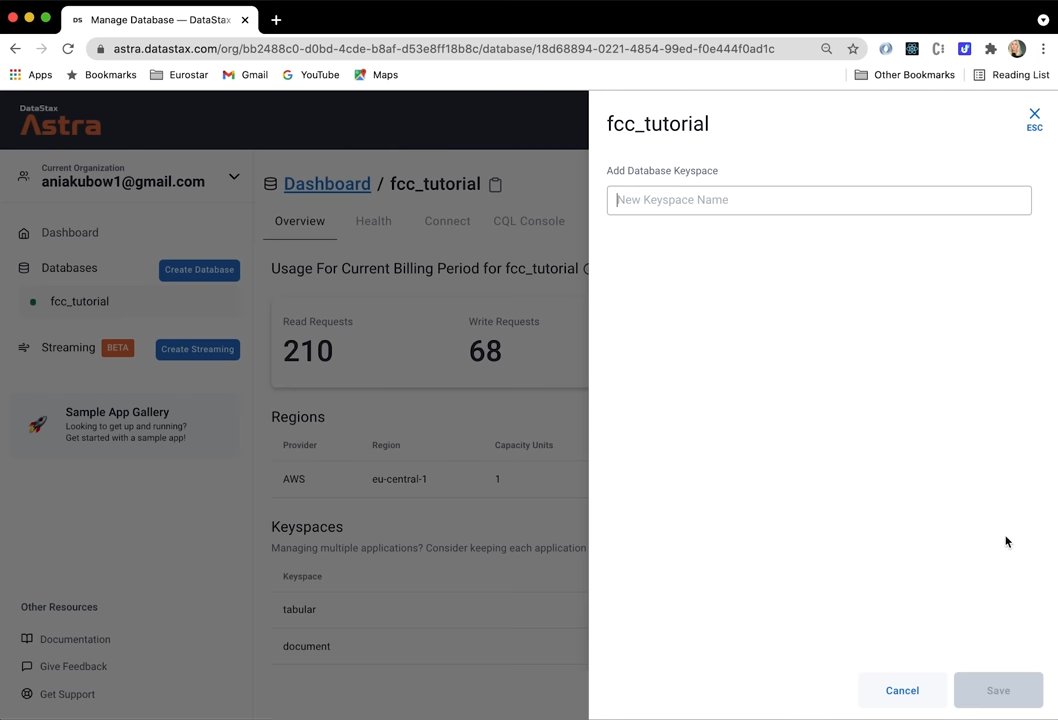 DS Manage Database — DataStax
astra.datastax.com/org/bb2488c0-d0bd-4cde-b8af-d53e8ff18b8c/database/18d68894-0221-4854-99ed-f0e444f0ad1c
Apps Bookmarks Eurostar Gmail YouTube Maps Other Bookmarks Reading List
DataStax
Astra
Current Organization
aniakubow1@gmail.com
Dashboard
Databases Create Database
fcc_tutorial
Streaming BETA Create Streaming
Sample App Gallery
Looking to get up and running?
Get started with a sample app!
Other Resources
Documentation
Give Feedback
Get Support
Dashboard / fcc_tutorial
Overview Health Connect CQL Console
Usage For Current Billing Period for fcc_tutorial
Read Requests Write Requests
210 68
Regions
Provider Region Capacity Units
AWS eu-central-1 1
Keyspaces
Managing multiple applications? Consider keeping each application
Keyspace
tabular
document
fcc_tutorial
ESC
Add Database Keyspace
New Keyspace Name
Cancel Save